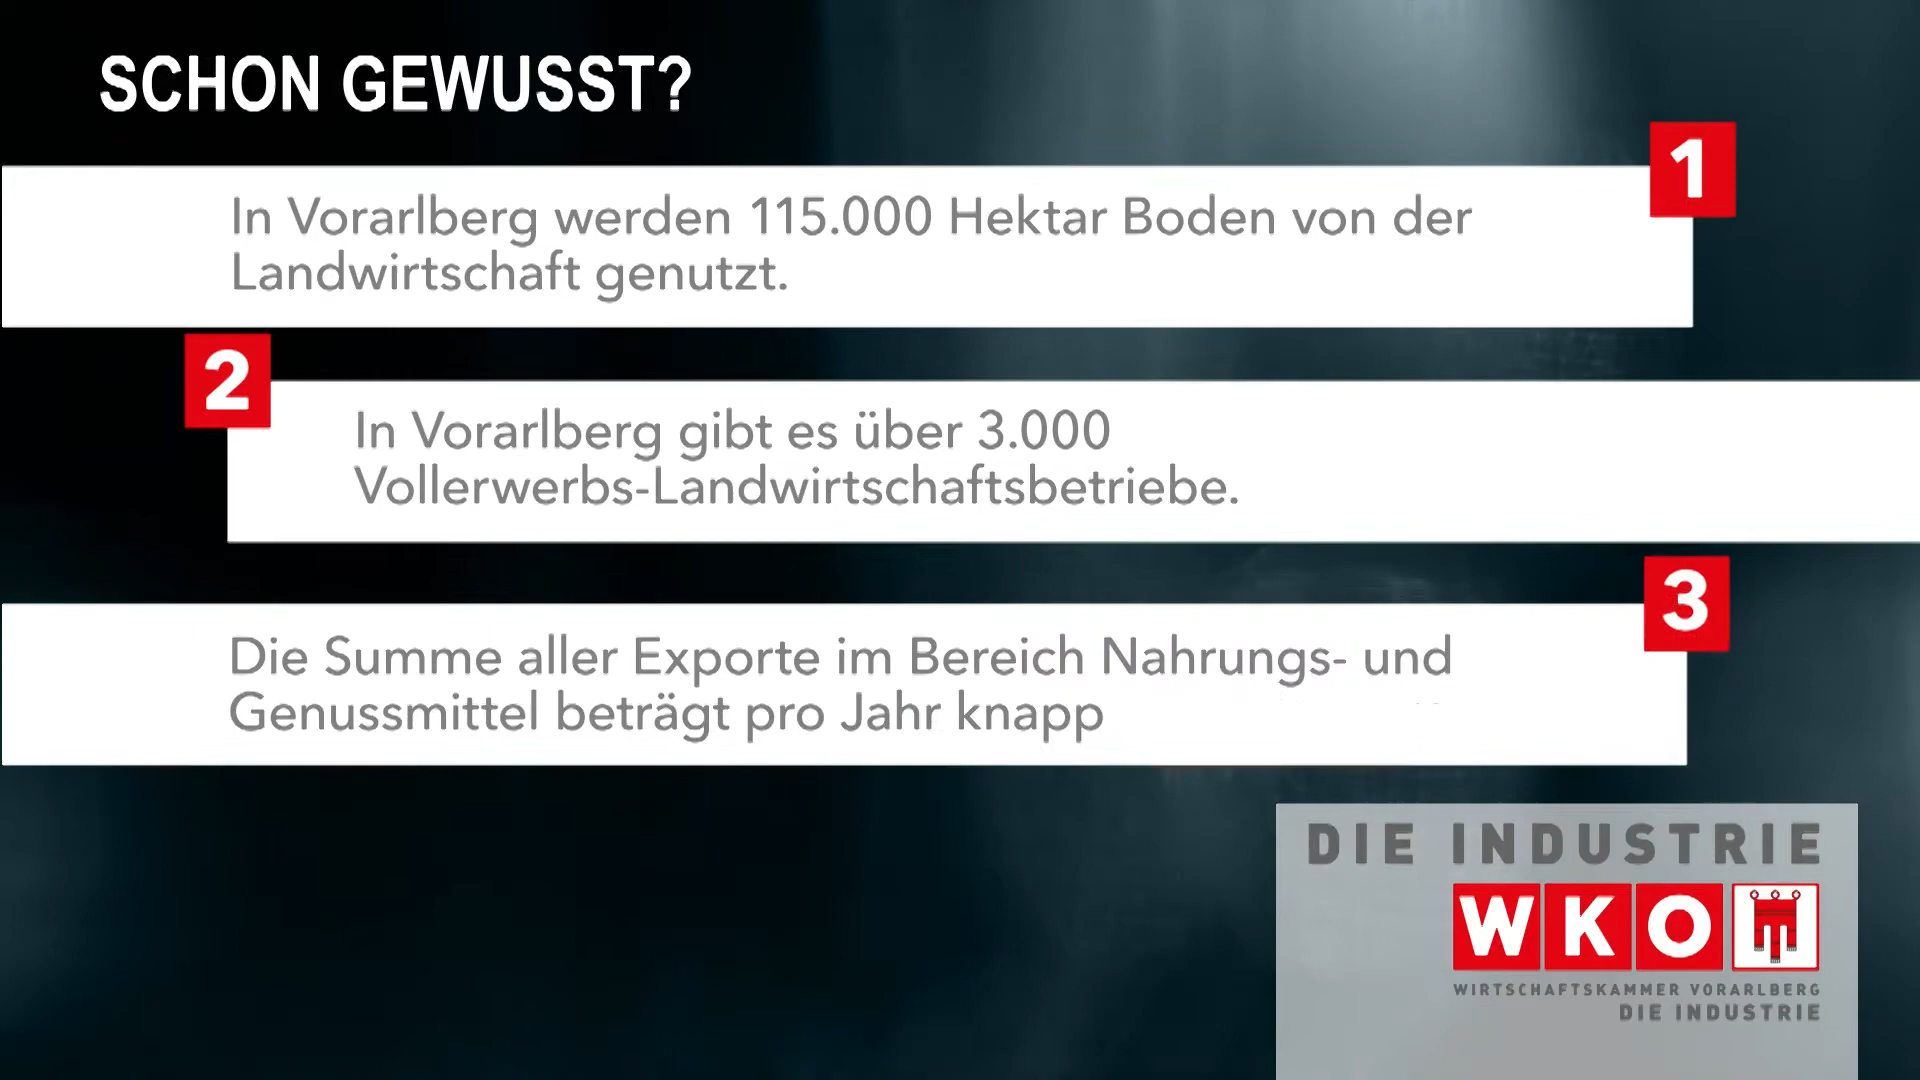 SCHON GEWUSST?
1
In Vorarlberg werden 115.000 Hektar Boden von der
Landwirtschaft genutzt.
2
In Vorarlberg gibt es über 3.000
Vollerwerbs-Landwirtschaftsbetriebe.
3
Die Summe aller Exporte im Bereich Nahrungs- und
Genussmittel beträgt pro Jahr knapp
DIE INDUSTRIE
WKO
WIRTSCHAFTSKAMMER VORARLBERG
DIE INDUSTRIE